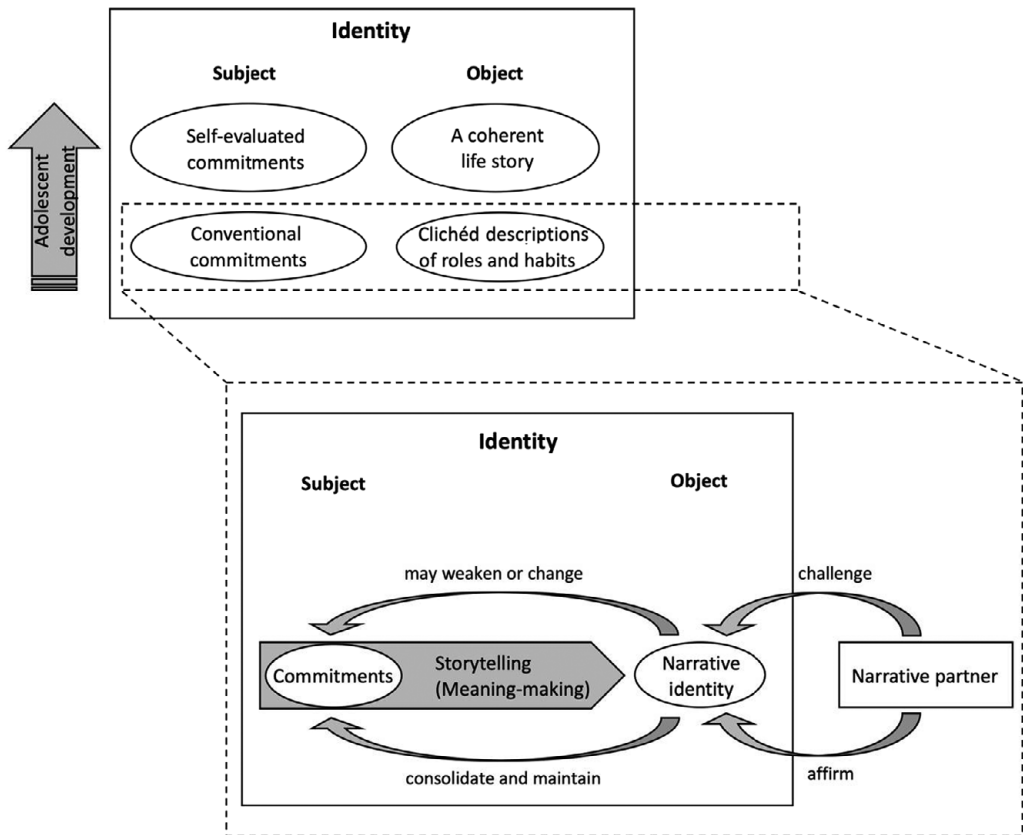 Identity
Subject
Object
Self-evaluated
commitments
A coherent
life story
Adolescent
development
Conventional
commitments
Clichéd descriptions
of roles and habits
Identity
Subject
Object
may weaken or change
challenge
Commitments
Storytelling
(Meaning-making)
Narrative
identity
Narrative partner
consolidate and maintain
affirm